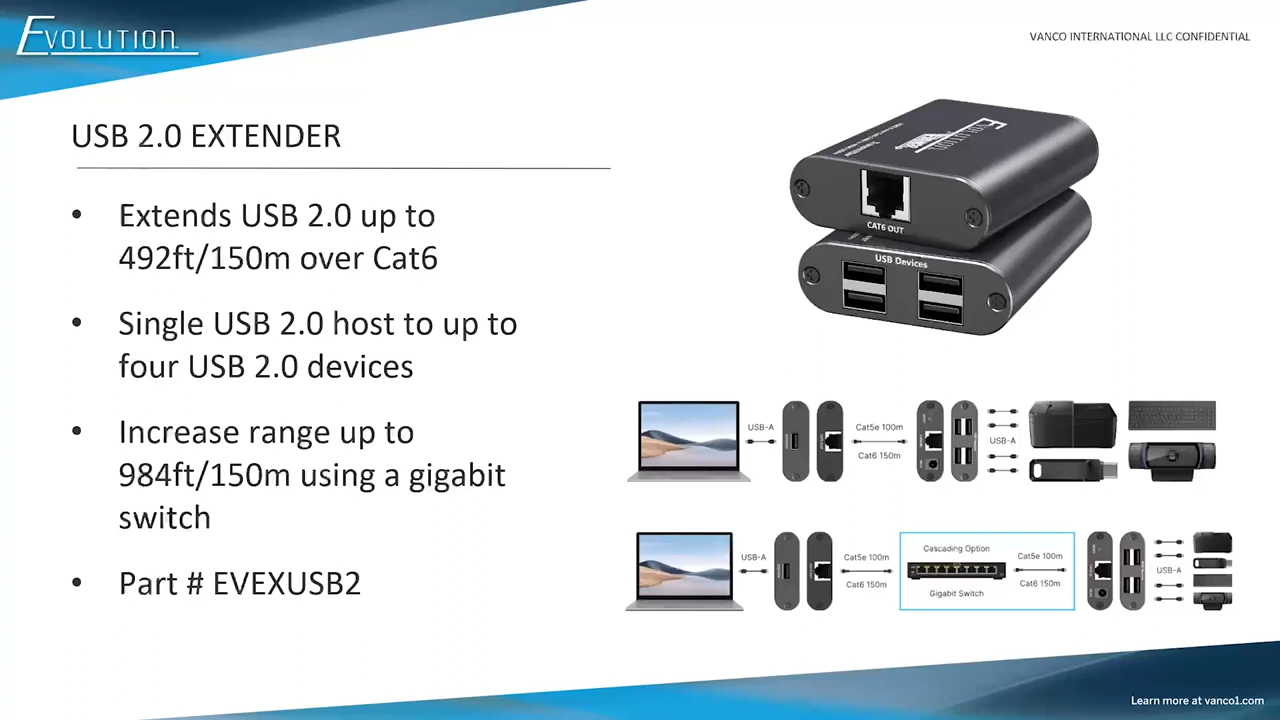 EVOLUTION
VANCO INTERNATIONAL LLC CONFIDENTIAL
USB 2.0 EXTENDER
• Extends USB 2.0 up to
492ft/150m over Cat6
• Single USB 2.0 host to up to
four USB 2.0 devices
• Increase range up to
984ft/150m using a gigabit
switch
• Part # EVEXUSB2
EVOLUTION
CAT6 OUT
USB Devices
USB-A
Cat5e 100m
Cat6 150m
USB-A
USB-A
Cat5e 100m
Cat6 150m
Cascading Option
Gigabit Switch
Cat5e 100m
Cat6 150m
USB-A
Learn more at vanco1.com